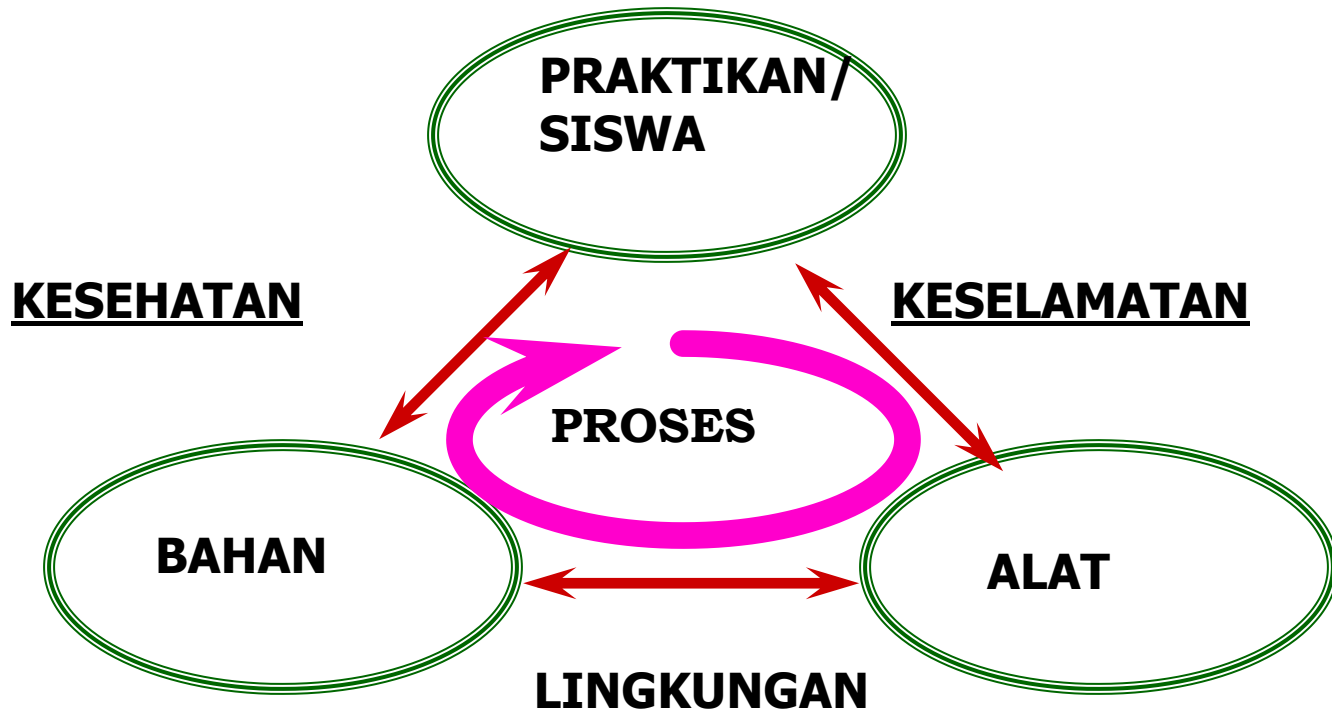 PRAKTIKAN/
SISWA
KESEHATAN
KESELAMATAN
PROSES
BAHAN
ALAT
LINGKUNGAN